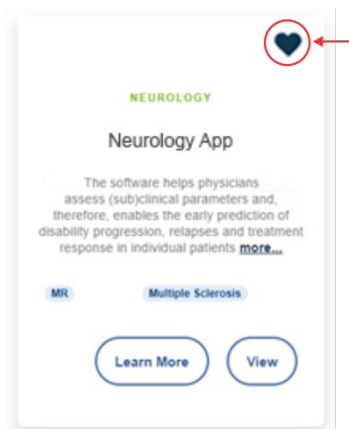 NEUROLOGY
Neurology App
The software helps physicians
assess (sub)clinical parameters and,
therefore, enables the early prediction of
disability progression, relapses and treatment
response in individual patients more...
MR Multiple Sclerosis
Learn More View